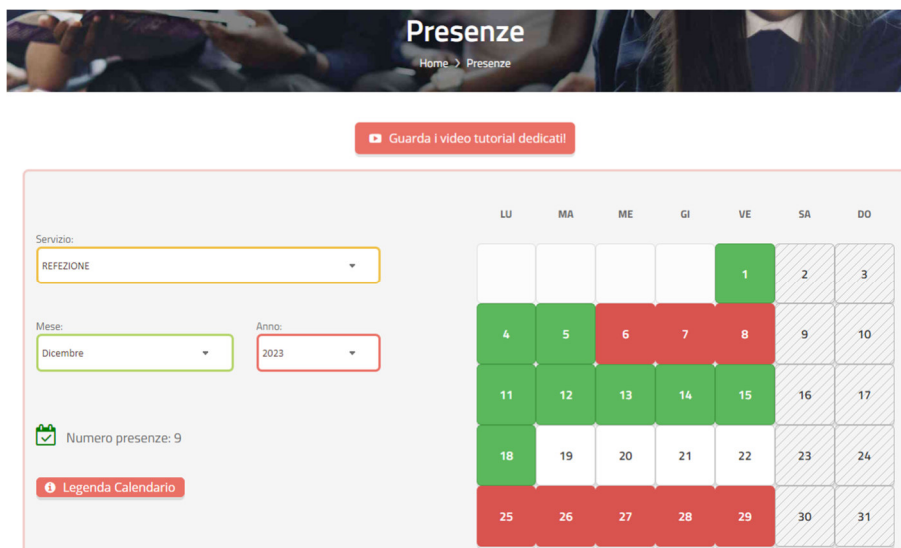 Presenze
Home > Presenze
Guarda i video tutorial dedicati!
Servizio:
REFEZIONE
Mese:
Anno:
Dicembre
2023
Numero presenze: 9
Legenda Calendario
LU MA ME GI VE SA DO
1 2 3
4 5 6 7 8 9 10
11 12 13 14 15 16 17
18 19 20 21 22 23 24
25 26 27 28 29 30 31